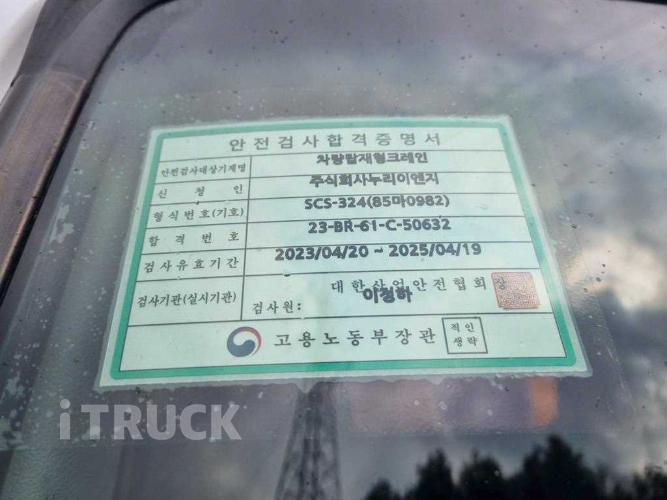 안전검사합격증명서
안전검사대상기계명 차량탑재형크레인
신청인 주식회사누리이엔지
형식번호(기호) SCS-324(85마0982)
합격번호 23-BR-61-C-50632
검사유효기간 2023/04/20 ~ 2025/04/19
검사기관(실시기관) 대한산업안전협회장
검사원: 이정하
고용노동부장관 직인생략
iTRUCK